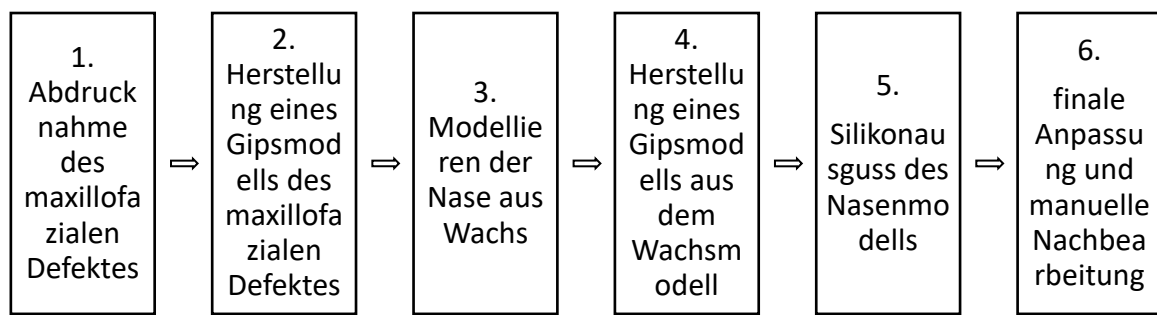 1.
Abdruck
nahme
des
maxillofa
zialen
Defektes
⇨
2.
Herstellu
ng eines
Gipsmod
ells des
maxillofa
zialen
Defektes
⇨
3.
Modellie
ren der
Nase aus
Wachs
⇨
4.
Herstellu
ng eines
Gipsmod
ells aus
dem
Wachsm
odell
⇨
5.
Silikonau
sguss des
Nasenmo
dells
⇨
6.
finale
Anpassu
ng und
manuelle
Nachbea
rbeitung